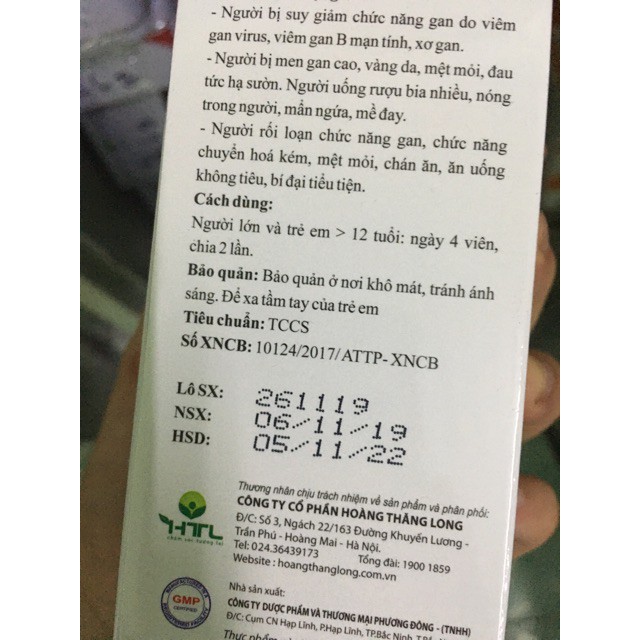 - Người bị suy giảm chức năng gan do viêm
gan virus, viêm gan B mạn tính, xơ gan.
- Người bị men gan cao, vàng da, mệt mỏi, đau
tức hạ sườn. Người uống rượu bia nhiều, nóng
trong người, mẩn ngứa, mề đay.
- Người rối loạn chức năng gan, chức năng
chuyển hoá kém, mệt mỏi, chán ăn, ăn uống
không tiêu, bí đại tiểu tiện.
Cách dùng:
Người lớn và trẻ em > 12 tuổi: ngày 4 viên,
chia 2 lần.
Bảo quản: Bảo quản ở nơi khô mát, tránh ánh
sáng. Để xa tầm tay của trẻ em
Tiêu chuẩn: TCCS
Số XNCB: 10124/2017/ATTP- XNCB
Lô SX: 261119
NSX: 06/11/19
HSD: 05/11/22
Thương nhân chịu trách nhiệm về sản phẩm và phân phối:
CÔNG TY CỔ PHẦN HOÀNG THĂNG LONG
Đ/C: Số 3, Ngách 22/163 Đường Khuyến Lương -
Trần Phú - Hoàng Mai - Hà Nội.
Tel: 024.36439173 Tổng đài: 1900 1859
Website : hoangthanglong.com.vn
HTL
chăm sóc tương lai
Nhà sản xuất:
CÔNG TY DƯỢC PHẨM VÀ THƯƠNG MẠI PHƯƠNG ĐÔNG - (TNHH)
Đ/C: Cụm CN Hạp Lĩnh, P.Hạp Lĩnh, TP.Bắc Ninh, T.Bắc
GMP
CERTIFIED